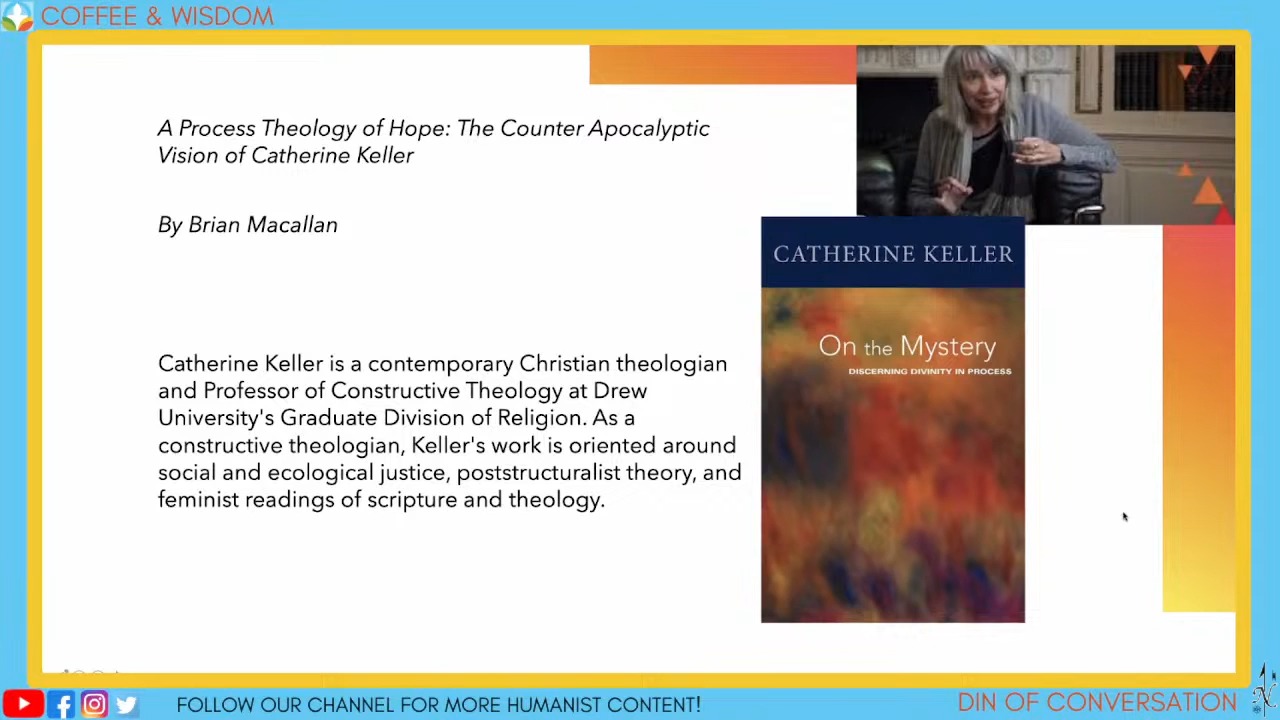 COFFEE & WISDOM
A Process Theology of Hope: The Counter Apocalyptic
Vision of Catherine Keller
By Brian Macallan
Catherine Keller is a contemporary Christian theologian
and Professor of Constructive Theology at Drew
University's Graduate Division of Religion. As a
constructive theologian, Keller's work is oriented around
social and ecological justice, poststructuralist theory, and
feminist readings of scripture and theology.
CATHERINE KELLER
On the Mystery
DISCERNING DIVINITY IN PROCESS
FOLLOW OUR CHANNEL FOR MORE HUMANIST CONTENT!
DIN OF CONVERSATION